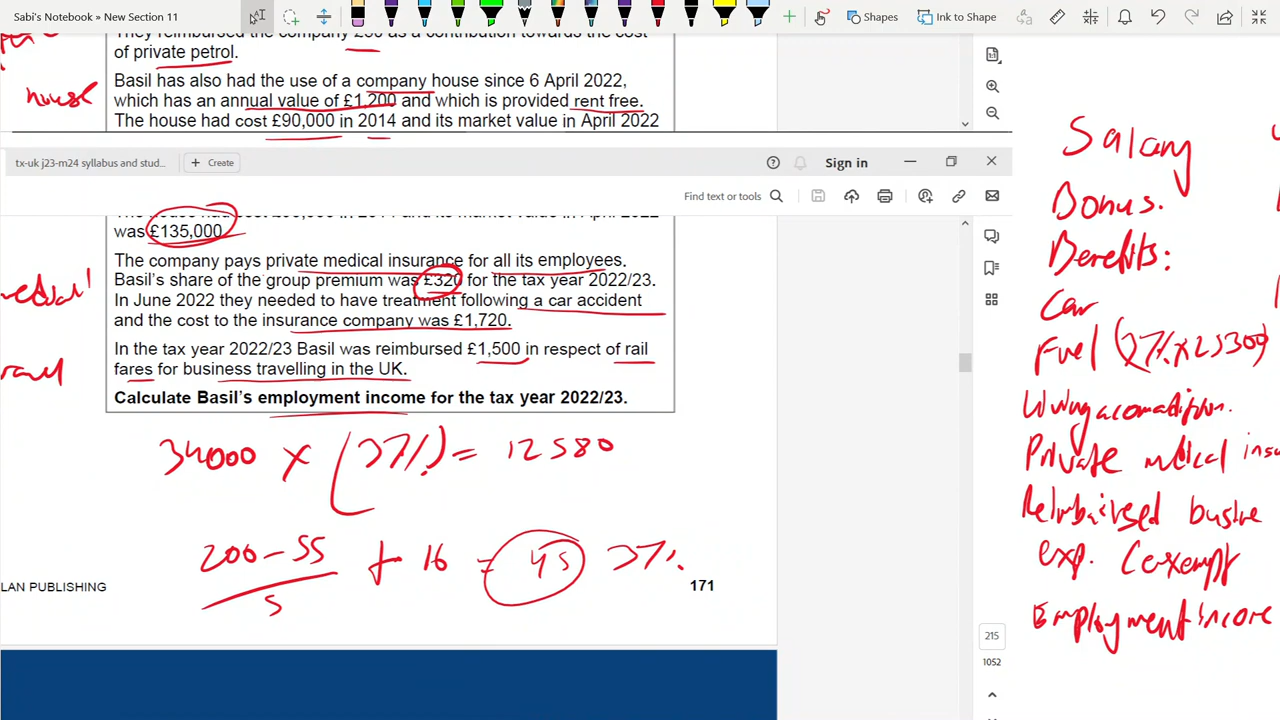 Sabi's Notebook » New Section 11
Shapes
Ink to Shape
They reimbursed the company £50 as a contribution towards the cost
of private petrol.
house
Basil has also had the use of a company house since 6 April 2022,
which has an annual value of £1,200 and which is provided rent free.
The house had cost £90,000 in 2014 and its market value in April 2022
tx-uk j23-m24 syllabus and stud...
+ Create
Sign in
Find text or tools
was £135,000.
The company pays private medical insurance for all its employees.
Basil's share of the group premium was £320 for the tax year 2022/23.
In June 2022 they needed to have treatment following a car accident
and the cost to the insurance company was £1,720.
In the tax year 2022/23 Basil was reimbursed £1,500 in respect of rail
fares for business travelling in the UK.
Calculate Basil's employment income for the tax year 2022/23.
34000 x (37%) = 12580
200 - 55
5
+ 16 = 45 37%
LAN PUBLISHING
171
215
1052
Salary
Bonus.
Benefits:
Car
Fuel (37% x 25300)
Private medical insu
exp. (exempt
Employment income